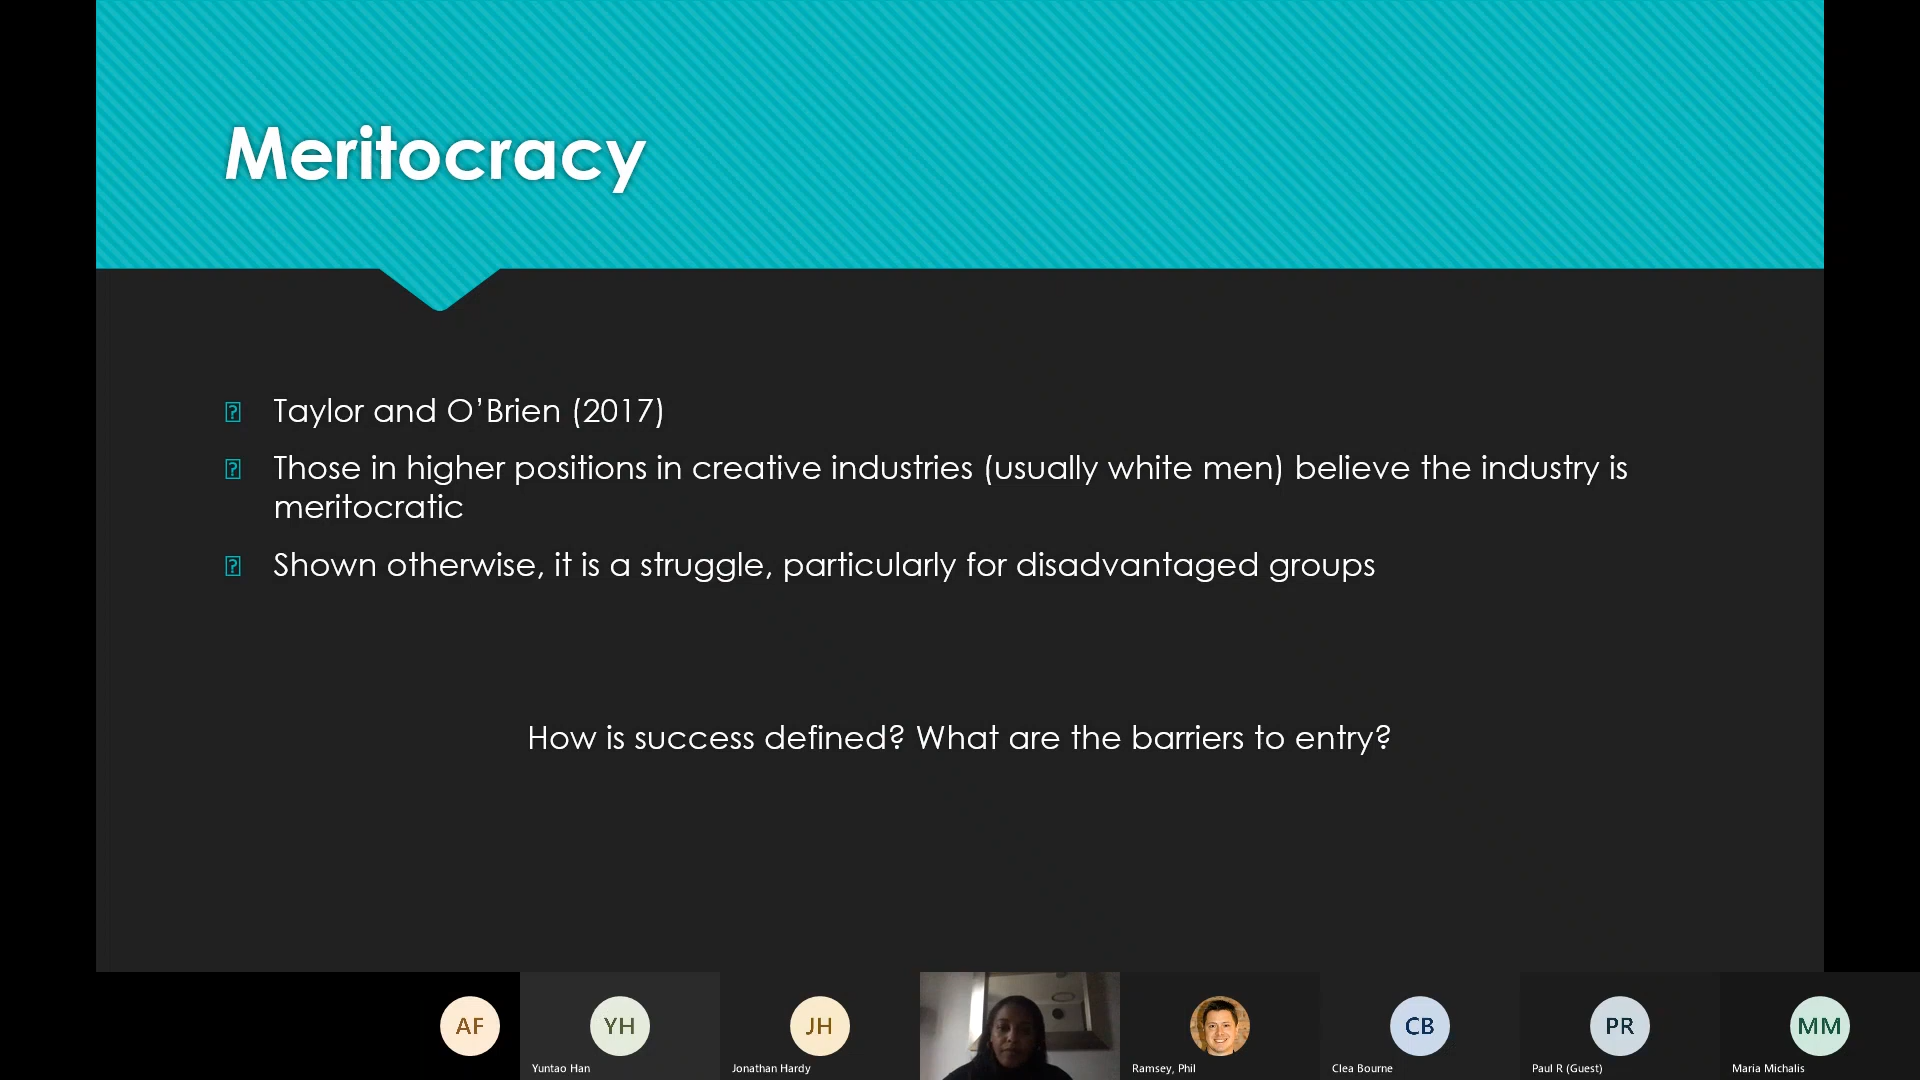 Meritocracy
Taylor and O’Brien (2017)
Those in higher positions in creative industries (usually white men) believe the industry is
meritocratic
Shown otherwise, it is a struggle, particularly for disadvantaged groups
How is success defined? What are the barriers to entry?
AF
YH
JH
CB
PR
MM
Yuntao Han
Jonathan Hardy
Ramsey, Phil
Clea Bourne
Paul R (Guest)
Maria Michalis